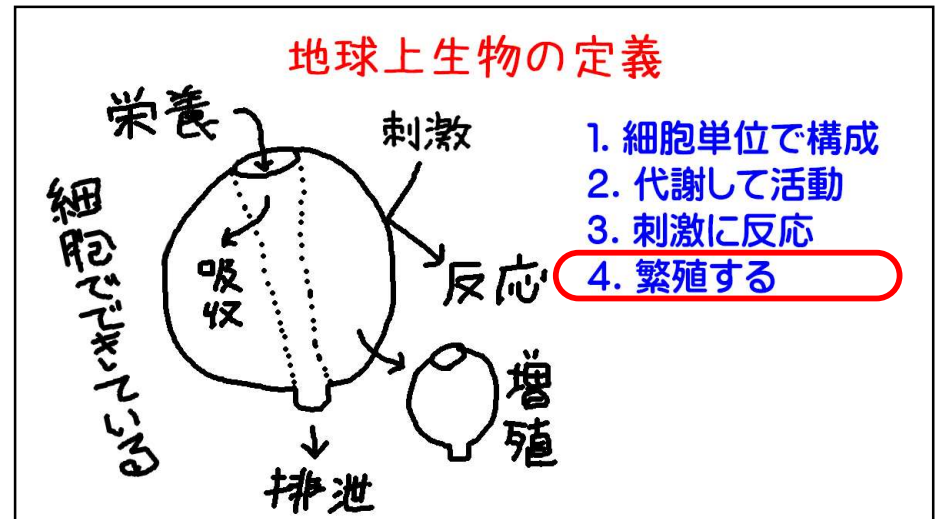 地球上生物の定義
栄養
刺激
細胞でできている
吸収
反応
増殖
排泄
1. 細胞単位で構成
2. 代謝して活動
3. 刺激に反応
4. 繁殖する